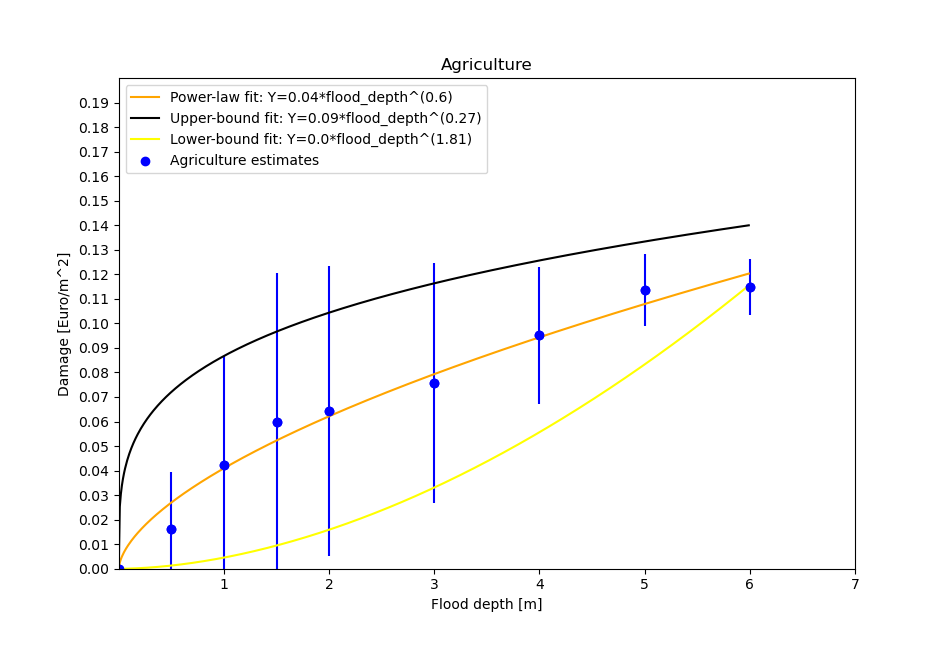 Agriculture
Power-law fit: Y=0.04*flood_depth^(0.6)
Upper-bound fit: Y=0.09*flood_depth^(0.27)
Lower-bound fit: Y=0.0*flood_depth^(1.81)
Agriculture estimates
0.19
0.18
0.17
0.16
0.15
0.14
0.13
0.12
0.11
0.10
0.09
0.08
0.07
0.06
0.05
0.04
0.03
0.02
0.01
0.00
Damage [Euro/m^2]
1 2 3 4 5 6 7
Flood depth [m]